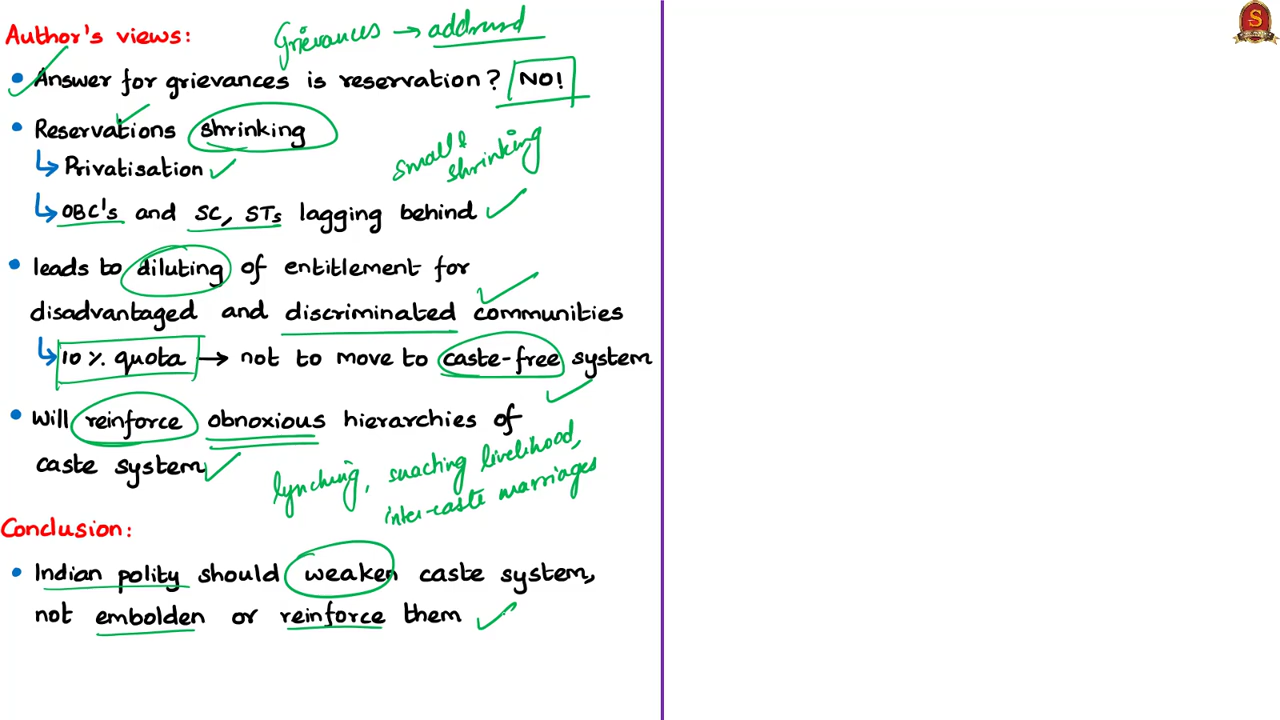 Author's views:
Grievances → addressed
• Answer for grievances is reservation? NO!
• Reservations shrinking
↳ Privatisation
small & shrinking
↳ OBC's and SC, STs lagging behind
• leads to diluting of entitlement for
disadvantaged and discriminated communities
↳ 10% quota → not to move to caste-free system
• Will reinforce obnoxious hierarchies of
caste system
lynching, snaching livelihood,
inter-caste marriages
Conclusion:
• Indian polity should weaken caste system,
not embolden or reinforce them
S